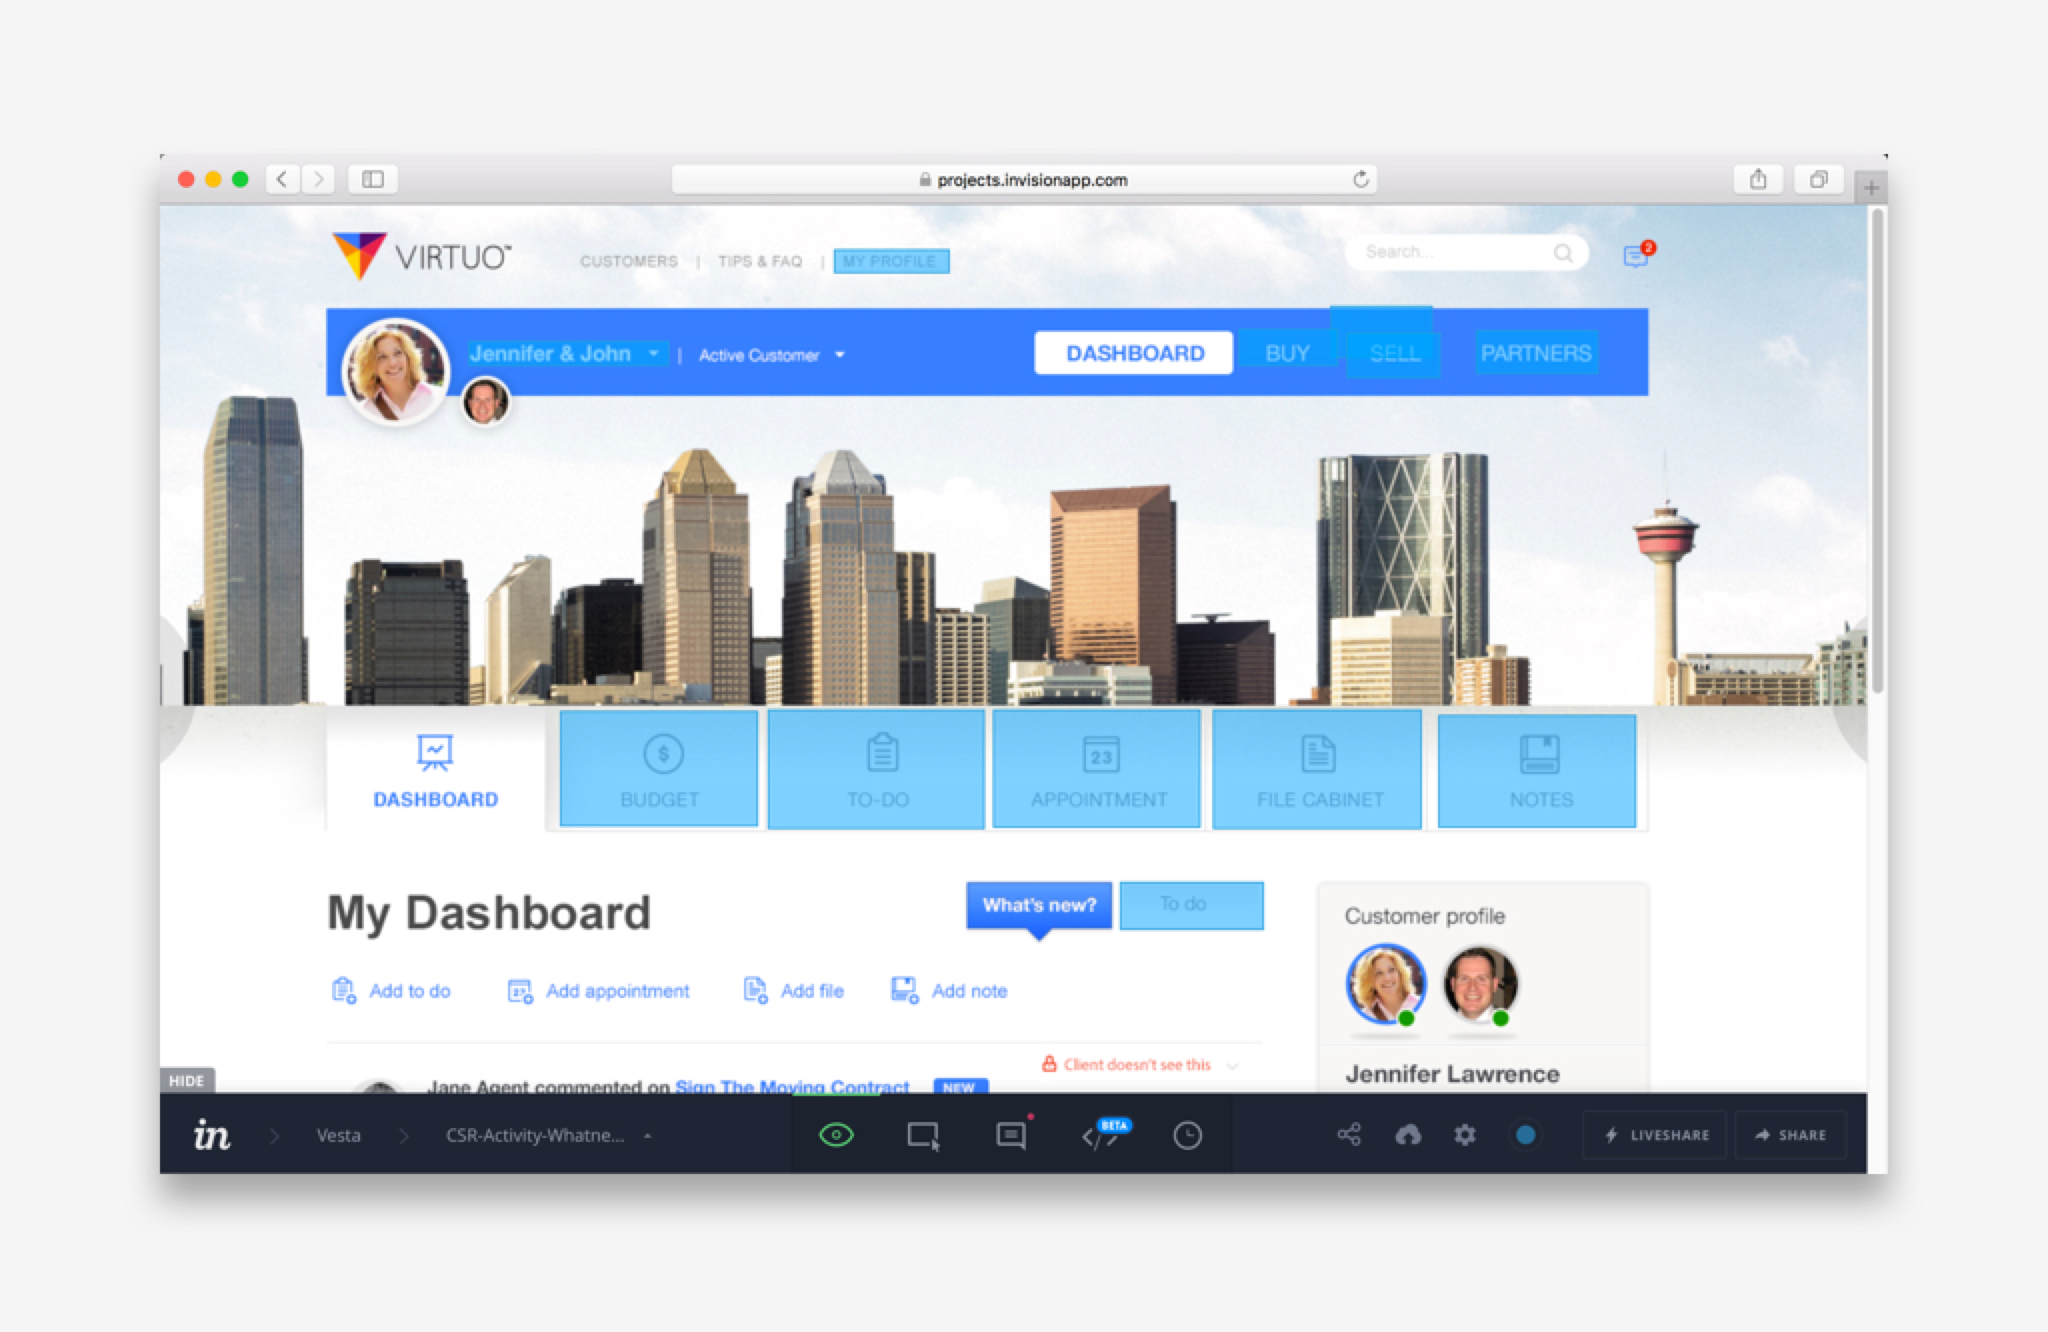 projects.invisionapp.com
VIRTUO™
CUSTOMERS | TIPS & FAQ | MY PROFILE
Search...
2
Jennifer & John | Active Customer
DASHBOARD BUY SELL PARTNERS
$
23
DASHBOARD BUDGET TO-DO APPOINTMENT FILE CABINET NOTES
My Dashboard
What's new? To do
Customer profile
Add to do Add appointment Add file Add note
23
Client doesn't see this
Jennifer Lawrence
HIDE
Jane Agent commented on Sign The Moving Contract NEW
in Vesta CSR-Activity-Whatne...
BETA
LIVESHARE SHARE